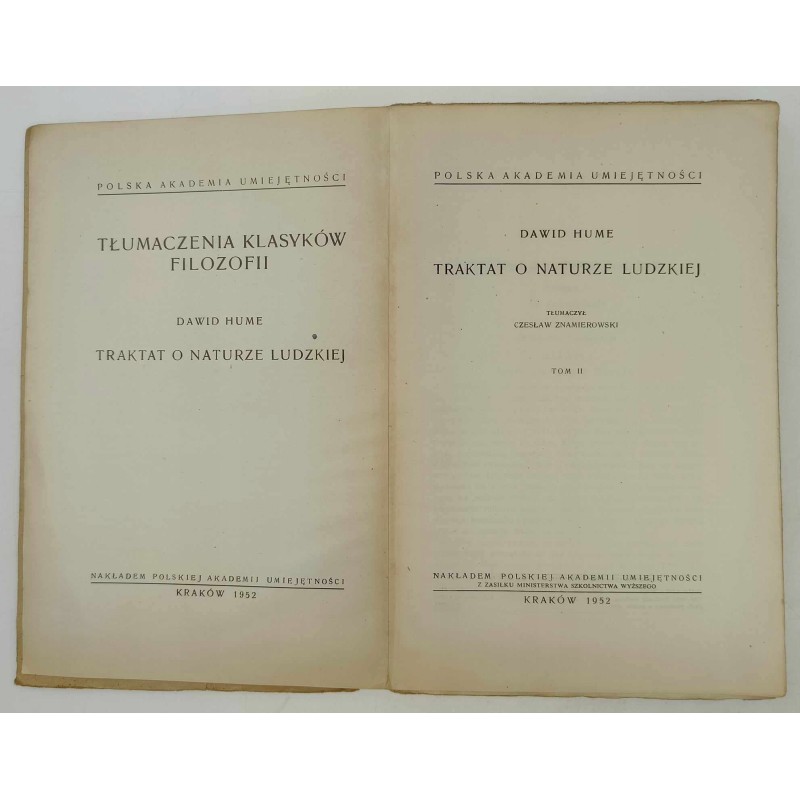 POLSKA AKADEMIA UMIEJĘTNOŚCI
TŁUMACZENIA KLASYKÓW
FILOZOFII
DAWID HUME
TRAKTAT O NATURZE LUDZKIEJ
NAKŁADEM POLSKIEJ AKADEMII UMIEJĘTNOŚCI
KRAKÓW 1952
POLSKA AKADEMIA UMIEJĘTNOŚCI
DAWID HUME
TRAKTAT O NATURZE LUDZKIEJ
TŁUMACZYŁ
CZESŁAW ZNAMIEROWSKI
TOM II
NAKŁADEM POLSKIEJ AKADEMII UMIEJĘTNOŚCI
Z ZASIŁKU MINISTERSTWA SZKOLNICTWA WYŻSZEGO
KRAKÓW 1952